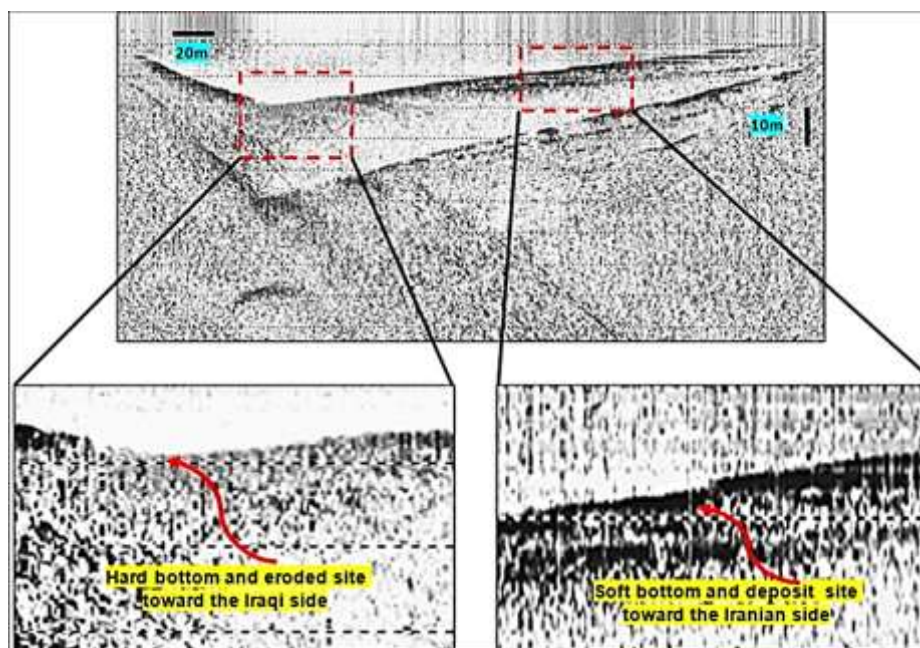 20m
10m
Hard bottom and eroded site
toward the Iraqi side
Soft bottom and deposit site
toward the Iranian side